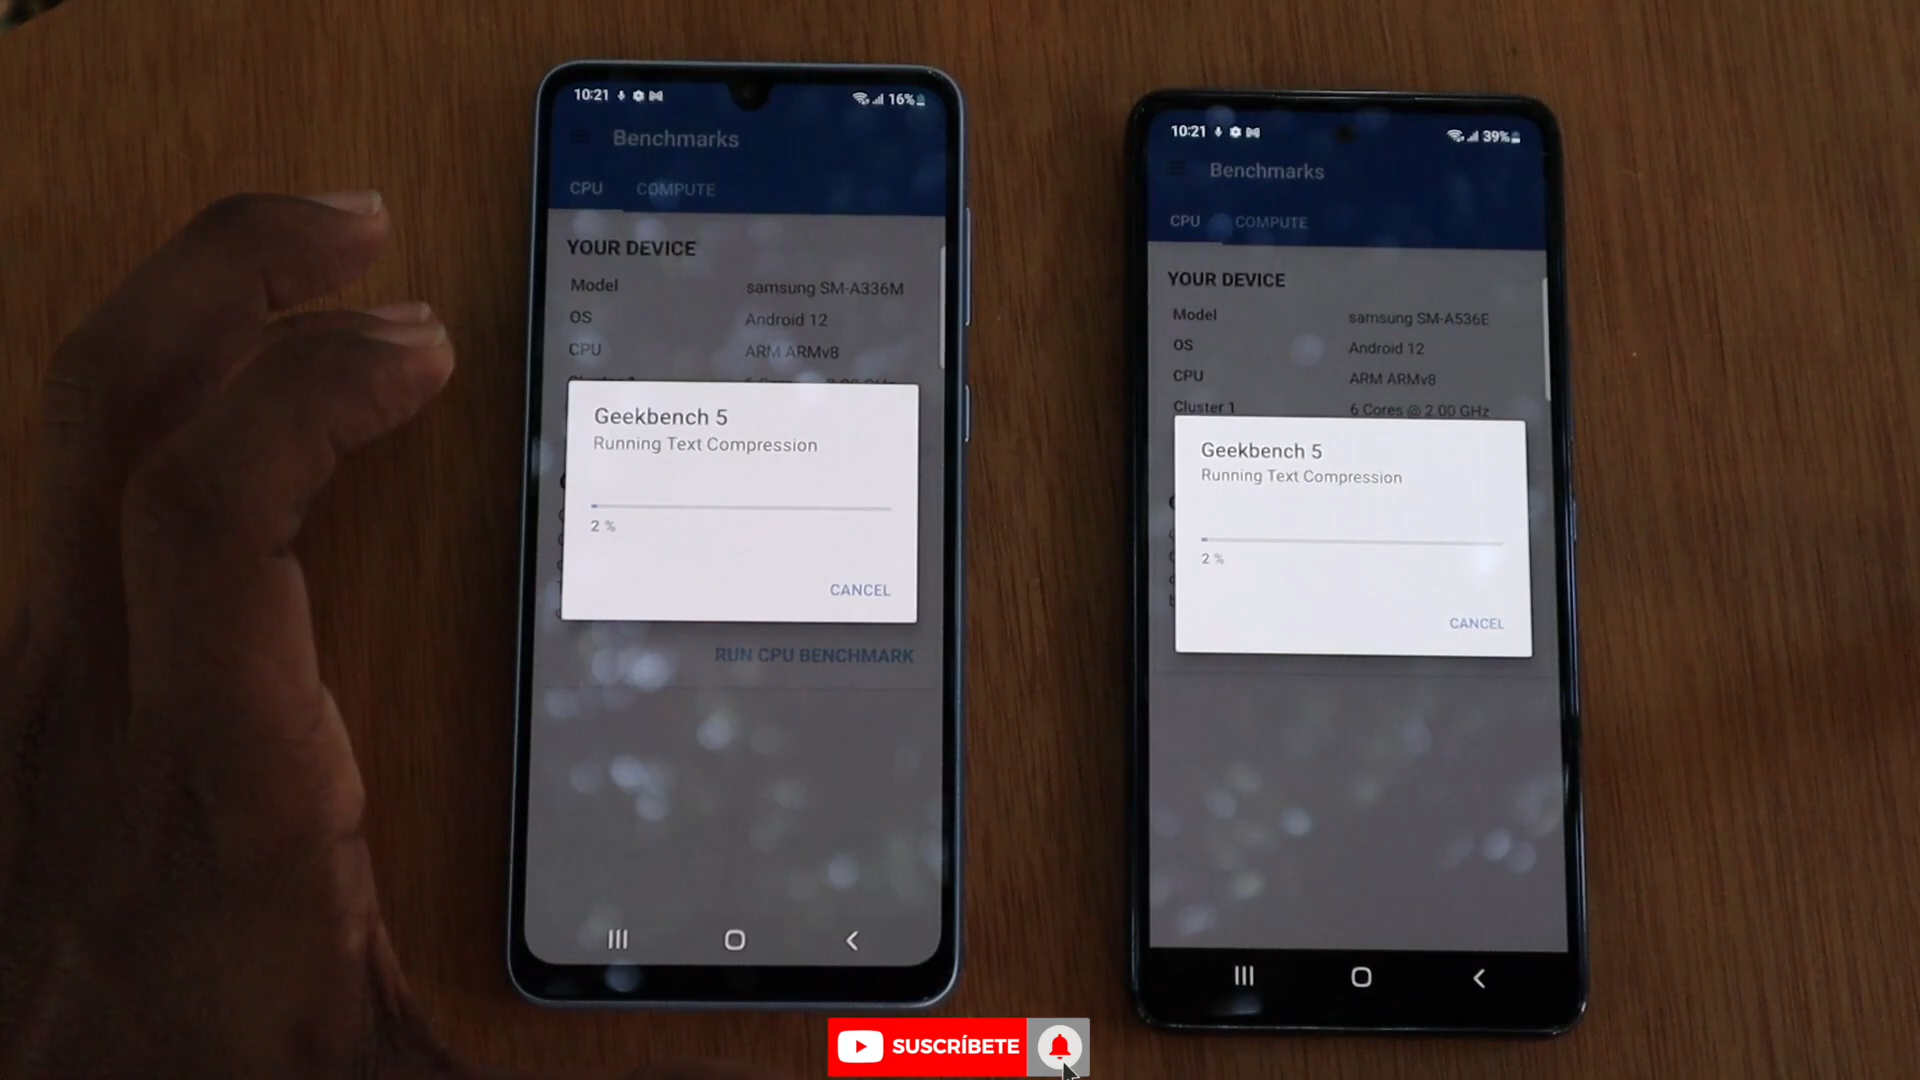 10:21
16%
Benchmarks
CPU COMPUTE
YOUR DEVICE
Model samsung SM-A336M
OS Android 12
CPU ARM ARMv8
Geekbench 5
Running Text Compression
2 %
CANCEL
RUN CPU BENCHMARK
10:21
39%
Benchmarks
CPU COMPUTE
YOUR DEVICE
Model samsung SM-A536E
OS Android 12
CPU ARM ARMv8
Cluster 1 6 Cores @ 2.00 GHz
Geekbench 5
Running Text Compression
2 %
CANCEL
SUSCRÍBETE